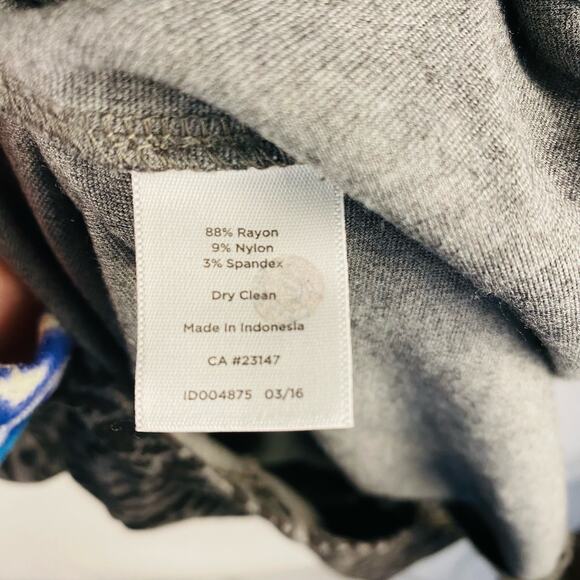 88% Rayon
9% Nylon
3% Spandex
Dry Clean
Made in Indonesia
CA #23147
ID004875 03/16